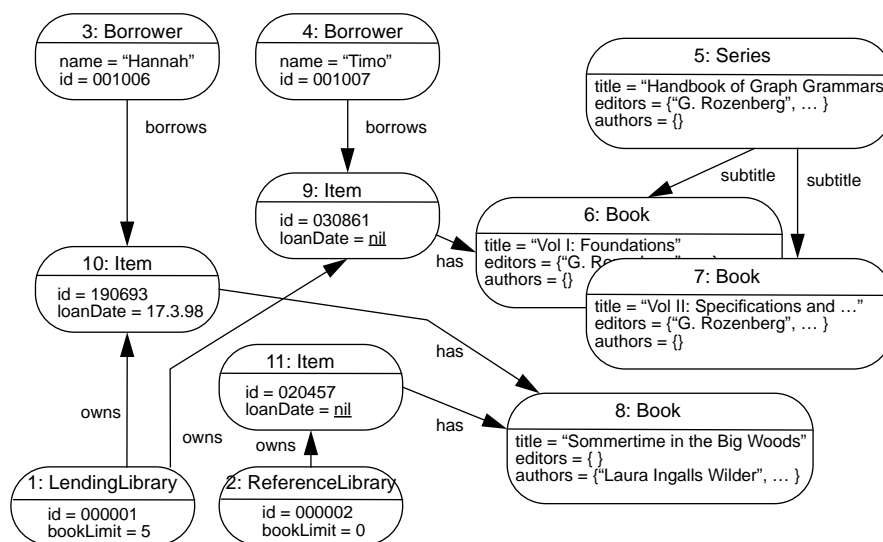 3: Borrower
name = “Hannah”
id = 001006
4: Borrower
name = “Timo”
id = 001007
5: Series
title = “Handbook of Graph Grammars
editors = {“G. Rozenberg”, … }
authors = {}
borrows
borrows
subtitle
subtitle
9: Item
id = 030861
loanDate = nil
6: Book
title = “Vol I: Foundations”
editors = {“G.
authors = {}
has
10: Item
id = 190693
loanDate = 17.3.98
7: Book
title = “Vol II: Specifications and …”
editors = {“G. Rozenberg”, … }
authors = {}
has
11: Item
id = 020457
loanDate = nil
8: Book
title = “Sommertime in the Big Woods”
editors = { }
authors = {“Laura Ingalls Wilder”, … }
owns
owns
owns
has
1: LendingLibrary
id = 000001
bookLimit = 5
2: ReferenceLibrary
id = 000002
bookLimit = 0